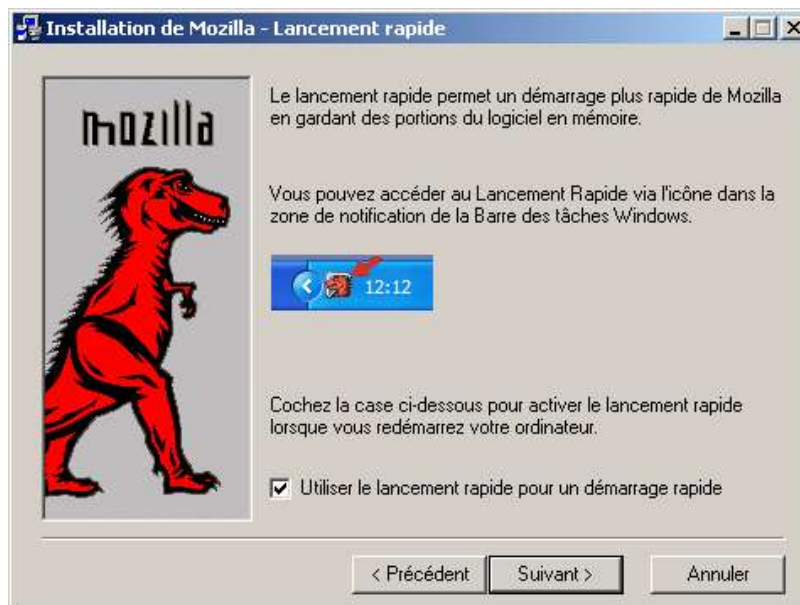 Installation de Mozilla - Lancement rapide
mozilla
Le lancement rapide permet un démarrage plus rapide de Mozilla
en gardant des portions du logiciel en mémoire.
Vous pouvez accéder au Lancement Rapide via l'icône dans la
zone de notification de la Barre des tâches Windows.
12:12
Cochez la case ci-dessous pour activer le lancement rapide
lorsque vous redémarrez votre ordinateur.
Utiliser le lancement rapide pour un démarrage rapide
< Précédent Suivant > Annuler